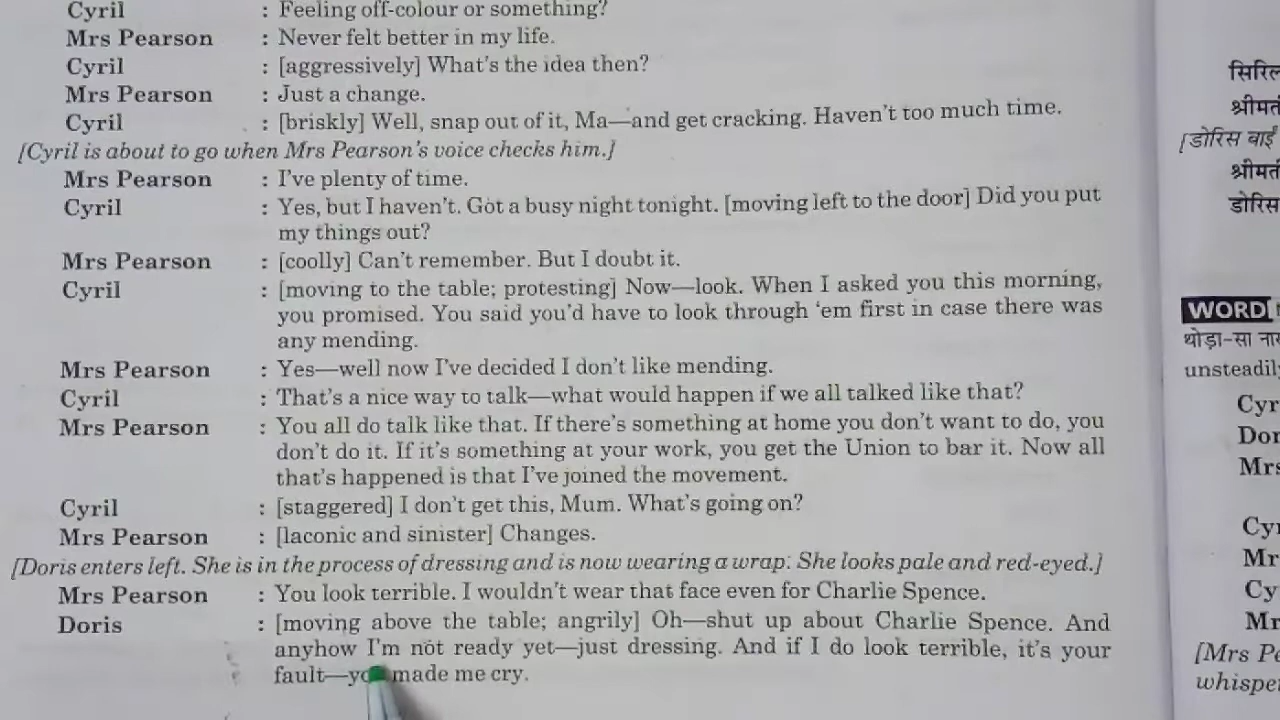 Cyril : Feeling off-colour or something?
Mrs Pearson : Never felt better in my life.
Cyril : [aggressively] What's the idea then?
Mrs Pearson : Just a change.
Cyril : [briskly] Well, snap out of it, Ma—and get cracking. Haven't too much time.
[Cyril is about to go when Mrs Pearson's voice checks him.]
Mrs Pearson : I've plenty of time.
Cyril : Yes, but I haven't. Got a busy night tonight. [moving left to the door] Did you put
my things out?
Mrs Pearson : [coolly] Can't remember. But I doubt it.
Cyril : [moving to the table; protesting] Now—look. When I asked you this morning,
you promised. You said you'd have to look through 'em first in case there was
any mending.
Mrs Pearson : Yes—well now I've decided I don't like mending.
Cyril : That's a nice way to talk—what would happen if we all talked like that?
Mrs Pearson : You all do talk like that. If there's something at home you don't want to do, you
don't do it. If it's something at your work, you get the Union to bar it. Now all
that's happened is that I've joined the movement.
Cyril : [staggered] I don't get this, Mum. What's going on?
Mrs Pearson : [laconic and sinister] Changes.
[Doris enters left. She is in the process of dressing and is now wearing a wrap. She looks pale and red-eyed.]
Mrs Pearson : You look terrible. I wouldn't wear that face even for Charlie Spence.
Doris : [moving above the table; angrily] Oh—shut up about Charlie Spence. And
anyhow I'm not ready yet—just dressing. And if I do look terrible, it's your
fault— made me cry.
सिरिल
श्रीमत
[डोरिस बाई
श्रीमत
डोरिस
WORD
थोड़ा-सा
unsteadil
Cyr
Dor
Mrs
Cyr
Mr
Cy
Mr
[Mrs Pe
whisper